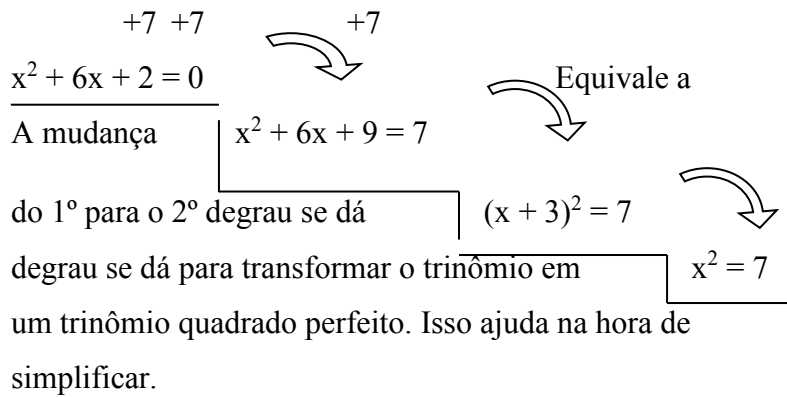 +7 +7 +7
x² + 6x + 2 = 0 Equivale a
A mudança x² + 6x + 9 = 7
do 1º para o 2º degrau se dá (x + 3)² = 7
degrau se dá para transformar o trinômio em x² = 7
um trinômio quadrado perfeito. Isso ajuda na hora de
simplificar.